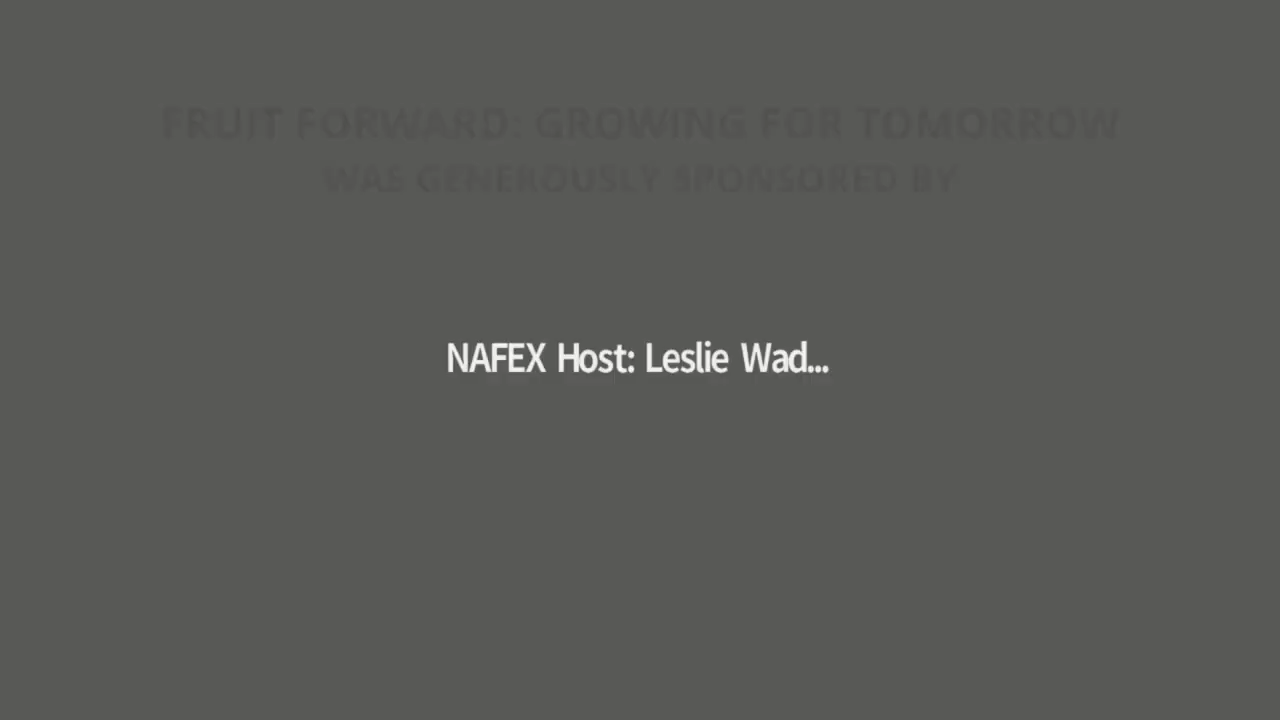 FRUIT FORWARD: GROWING FOR TOMORROW
WAS GENEROUSLY SPONSORED BY
NAFEX Host: Leslie Wad...